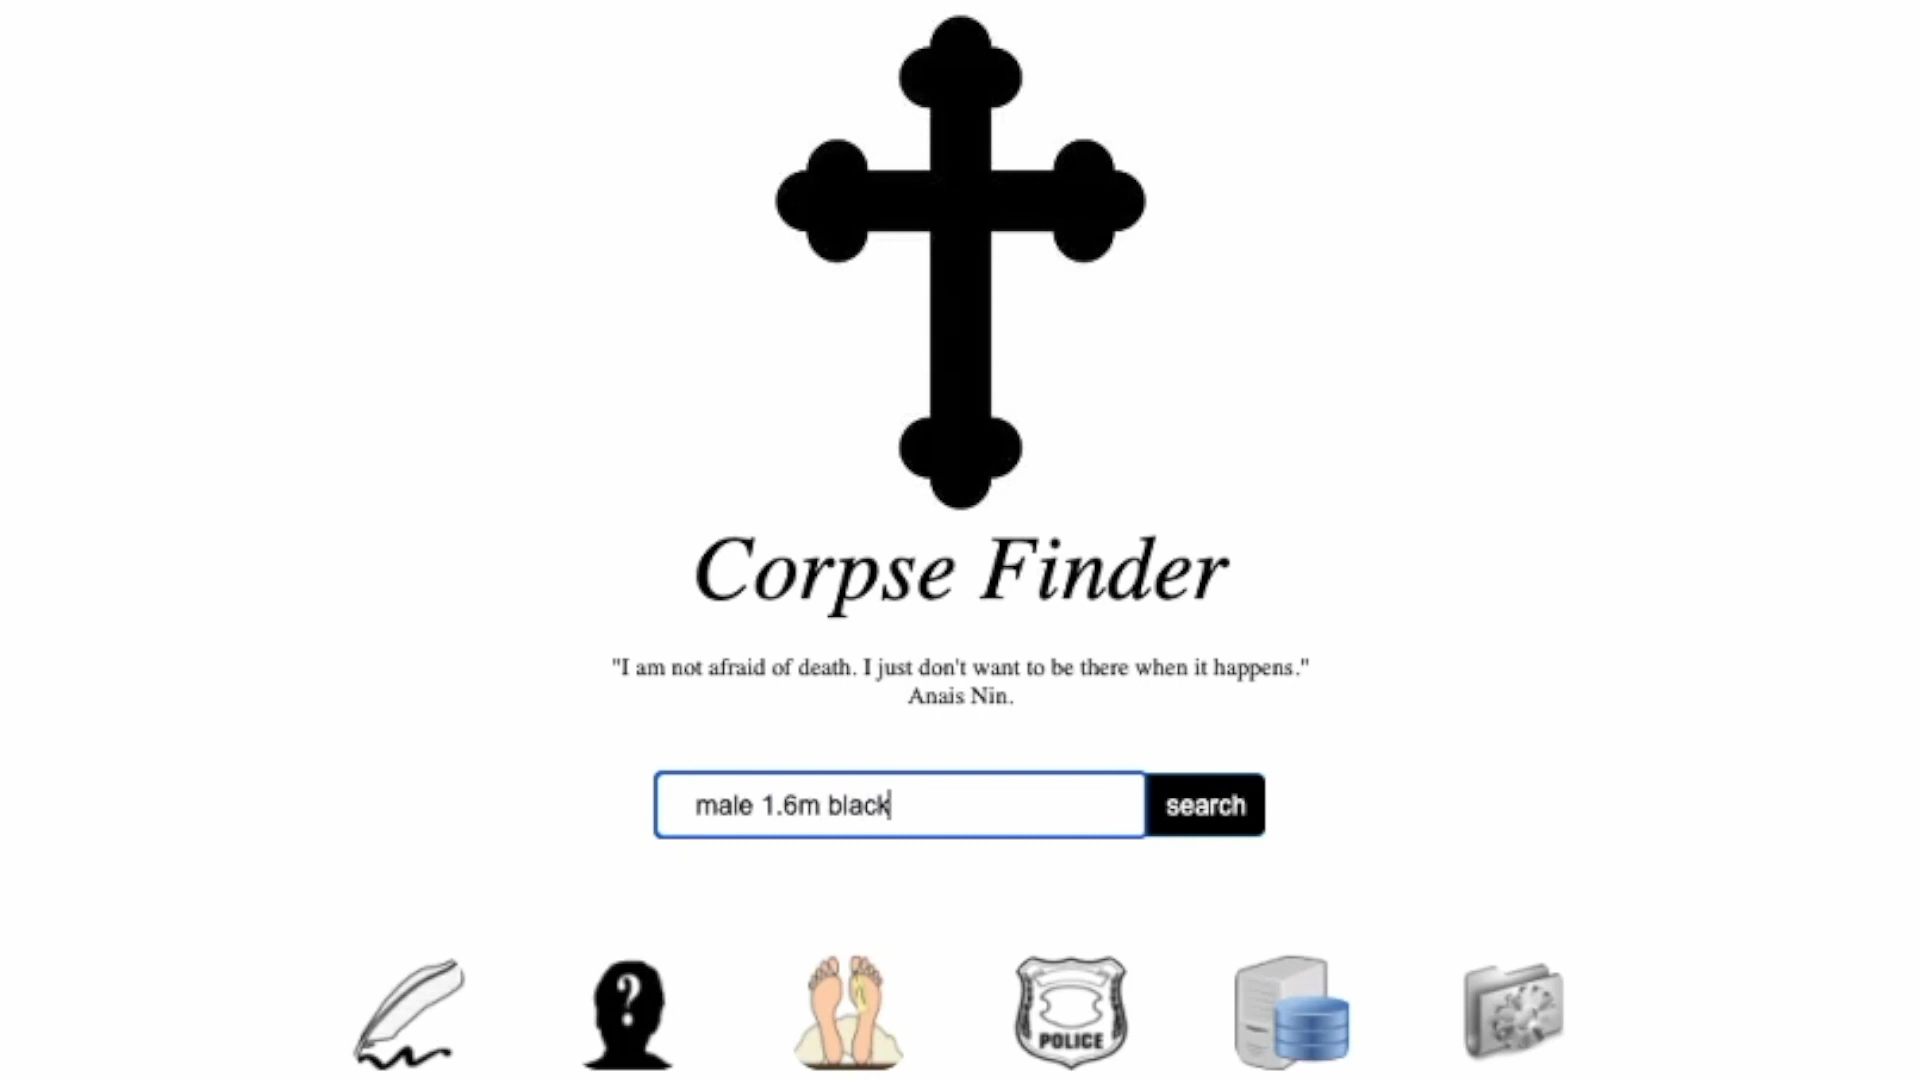 Corpse Finder
"I am not afraid of death. I just don't want to be there when it happens."
Anais Nin.
male 1.6m black
search
?
POLICE